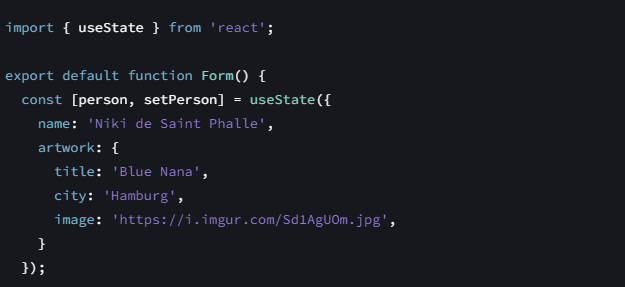 import { useState } from 'react';
export default function Form() {
const [person, setPerson] = useState({
name: 'Niki de Saint Phalle',
artwork: {
title: 'Blue Nana',
city: 'Hamburg',
image: 'https://i.imgur.com/Sd1AgUOm.jpg',
}
});